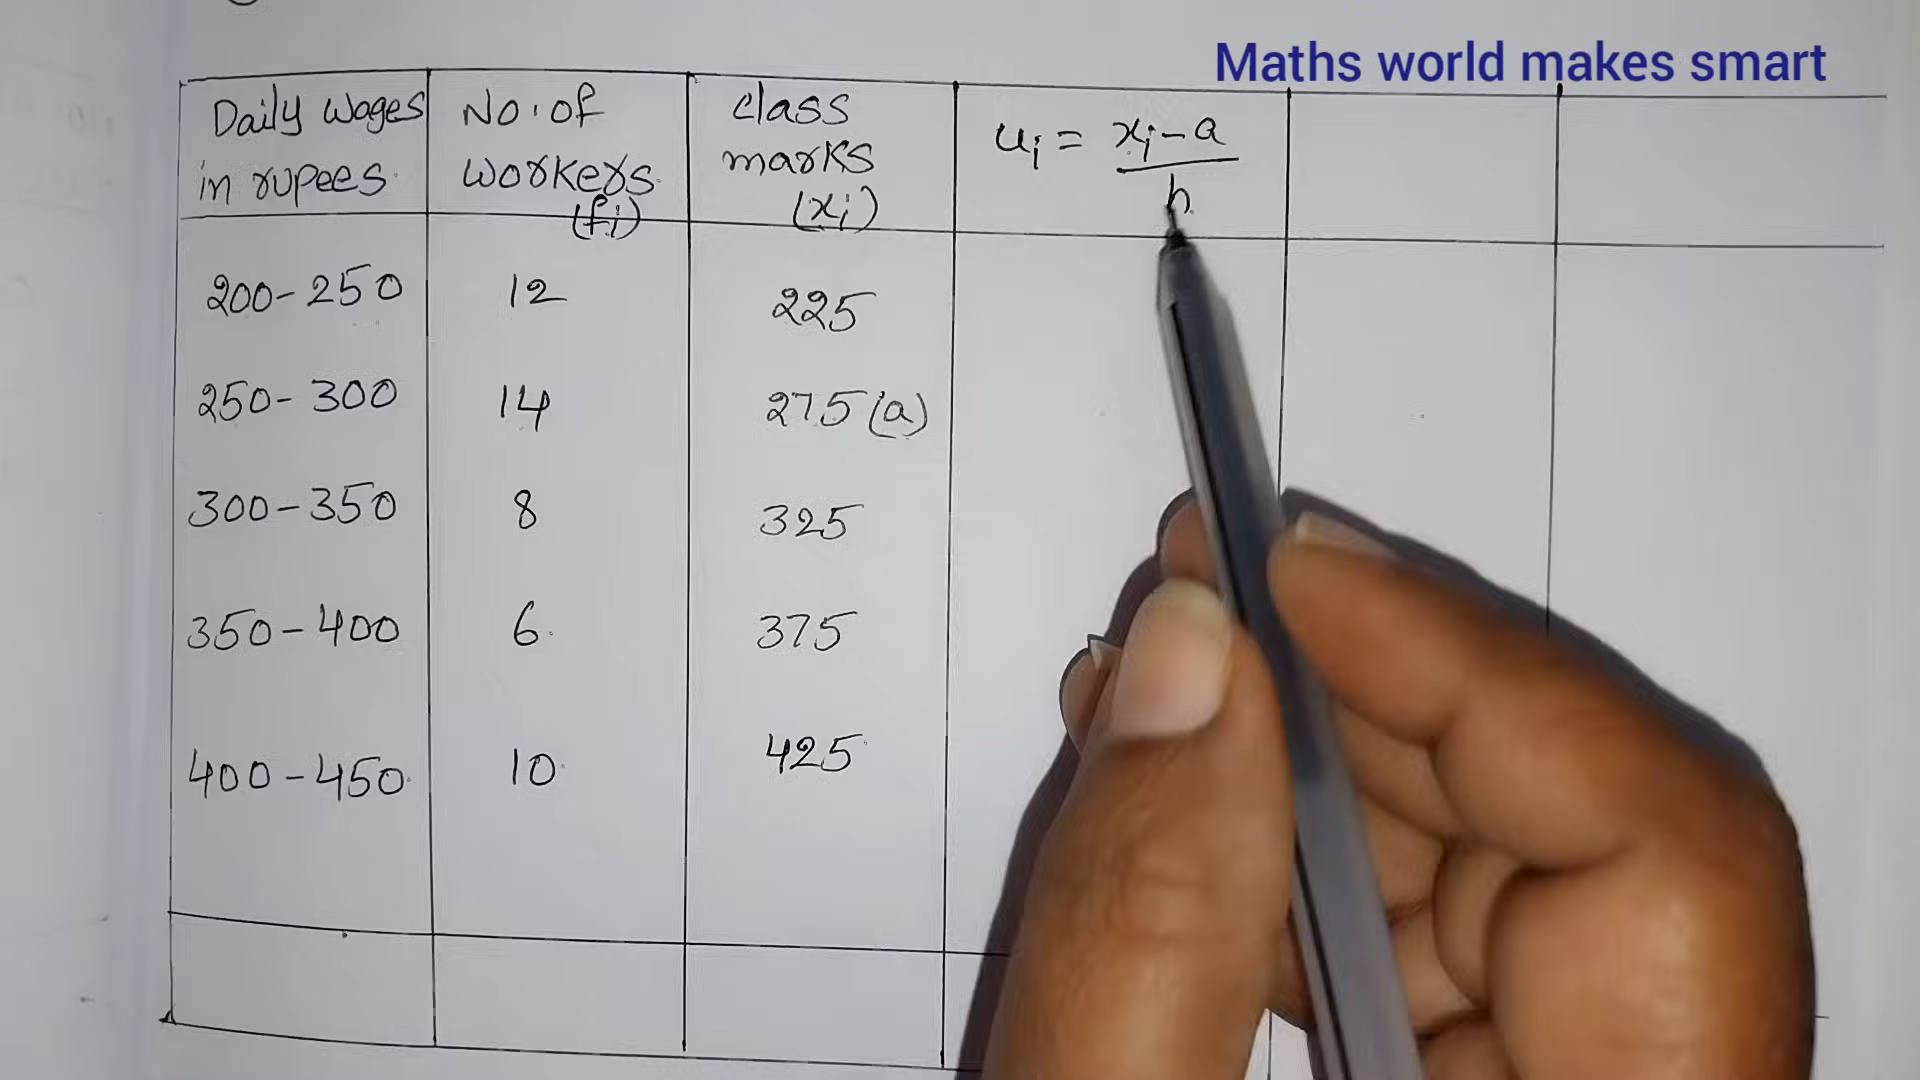 Maths world makes smart
Daily wages in rupees. | No. of workers. (fi) | class marks (xi) | ui = xi - a / h
200-250 | 12 | 225
250-300 | 14 | 275 (a)
300-350 | 8 | 325
350-400 | 6. | 375
400-450. | 10. | 425